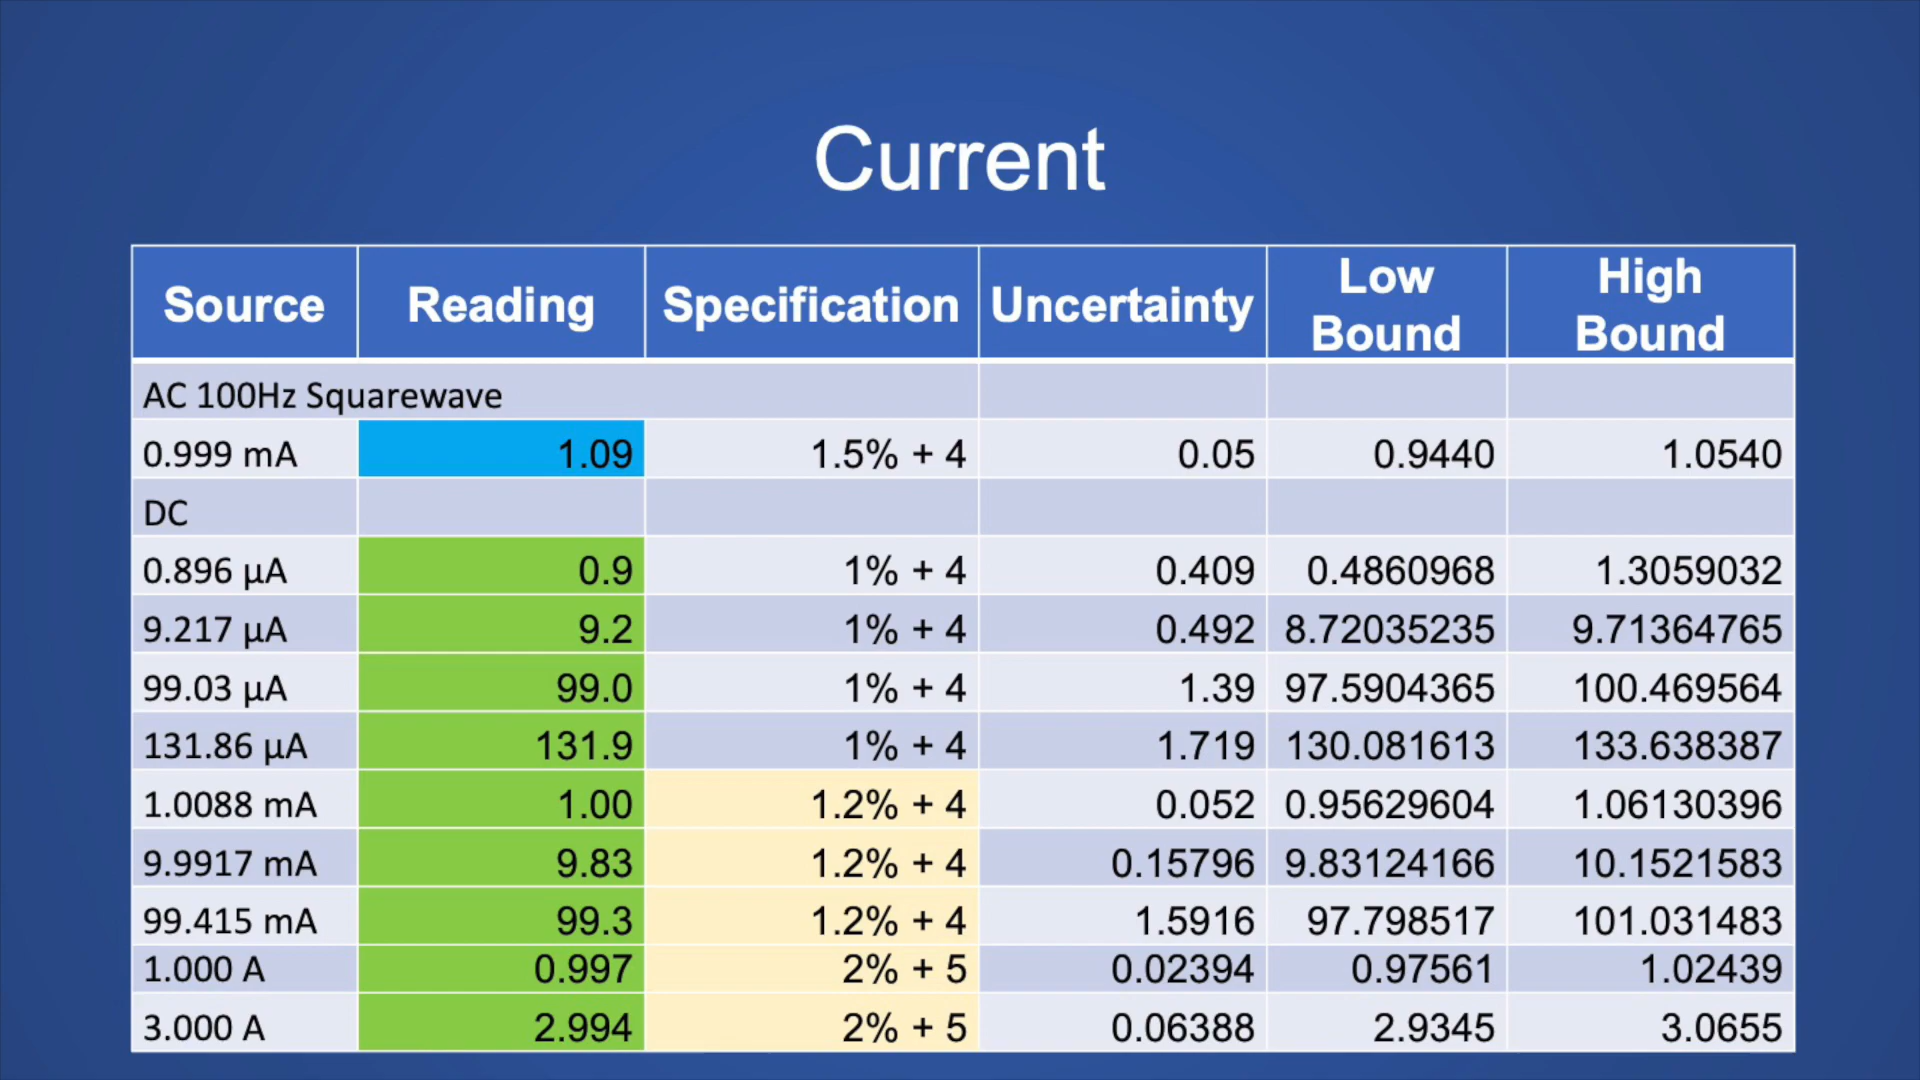 Current
Source Reading Specification Uncertainty Low Bound High Bound
AC 100Hz Squarewave
0.999 mA 1.09 1.5% + 4 0.05 0.9440 1.0540
DC
0.896 µA 0.9 1% + 4 0.409 0.4860968 1.3059032
9.217 µA 9.2 1% + 4 0.492 8.72035235 9.71364765
99.03 µA 99.0 1% + 4 1.39 97.5904365 100.469564
131.86 µA 131.9 1% + 4 1.719 130.081613 133.638387
1.0088 mA 1.00 1.2% + 4 0.052 0.95629604 1.06130396
9.9917 mA 9.83 1.2% + 4 0.15796 9.83124166 10.1521583
99.415 mA 99.3 1.2% + 4 1.5916 97.798517 101.031483
1.000 A 0.997 2% + 5 0.02394 0.97561 1.02439
3.000 A 2.994 2% + 5 0.06388 2.9345 3.0655